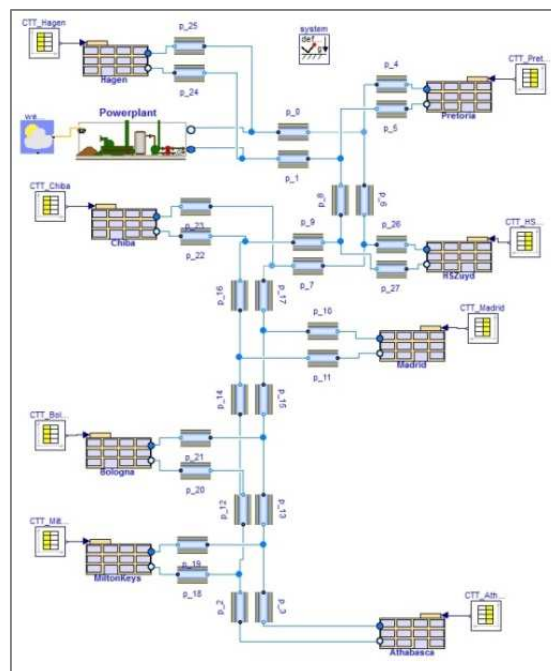 CTT_Hagen
p_25
system
defg
Hagen
p_24
p_4
CTT_Pret...
we...
Powerplant
p_0
p_5
Pretoria
p_1
CTT_Chiba
p_8
p_6
CTT_HS...
p_23
p_9
p_26
Chiba
p_22
p_7
p_27
HSZuyd
p_16
p_17
p_10
CTT_Madrid
p_11
Madrid
p_14
p_15
CTT_Bol...
p_21
Bologna
p_20
p_12
p_13
CTT_Mil...
p_19
MiltonKeys
p_18
p_2
p_3
CTT_Ath...
Athabasca